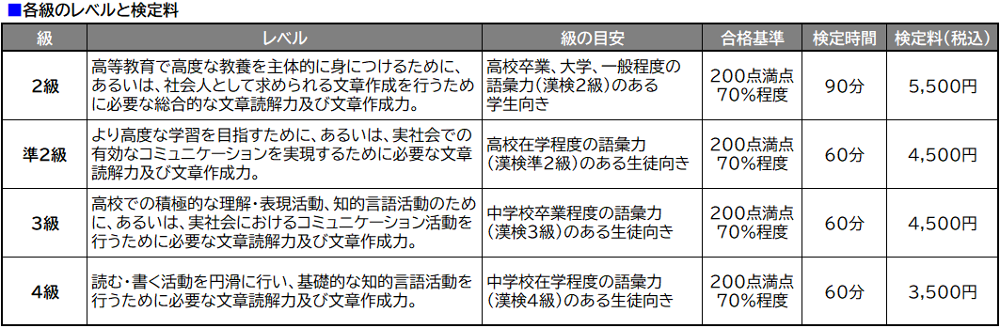 ■各級のレベルと検定料
級 レベル 級の目安 合格基準 検定時間 検定料（税込）
2級
高等教育で高度な教養を主体的に身につけるために、
あるいは、社会人として求められる文章作成を行うため
に必要な総合的な文章読解力及び文章作成力。
高校卒業、大学、一般程度の
語彙力（漢検2級）のある
学生向き
200点満点
70%程度
90分
5,500円
準2級
より高度な学習を目指すために、あるいは、実社会での
有効なコミュニケーションを実現するために必要な文章
読解力及び文章作成力。
高校在学程度の語彙力
（漢検準2級）のある生徒向き
200点満点
70%程度
60分
4,500円
3級
高校での積極的な理解・表現活動、知的言語活動のため
に、あるいは、実社会におけるコミュニケーション活動を
行うために必要な文章読解力及び文章作成力。
中学校卒業程度の語彙力
（漢検3級）のある生徒向き
200点満点
70%程度
60分
4,500円
4級
読む・書く活動を円滑に行い、基礎的な知的言語活動を
行うために必要な文章読解力及び文章作成力。
中学校在学程度の語彙力
（漢検4級）のある生徒向き
200点満点
70%程度
60分
3,500円